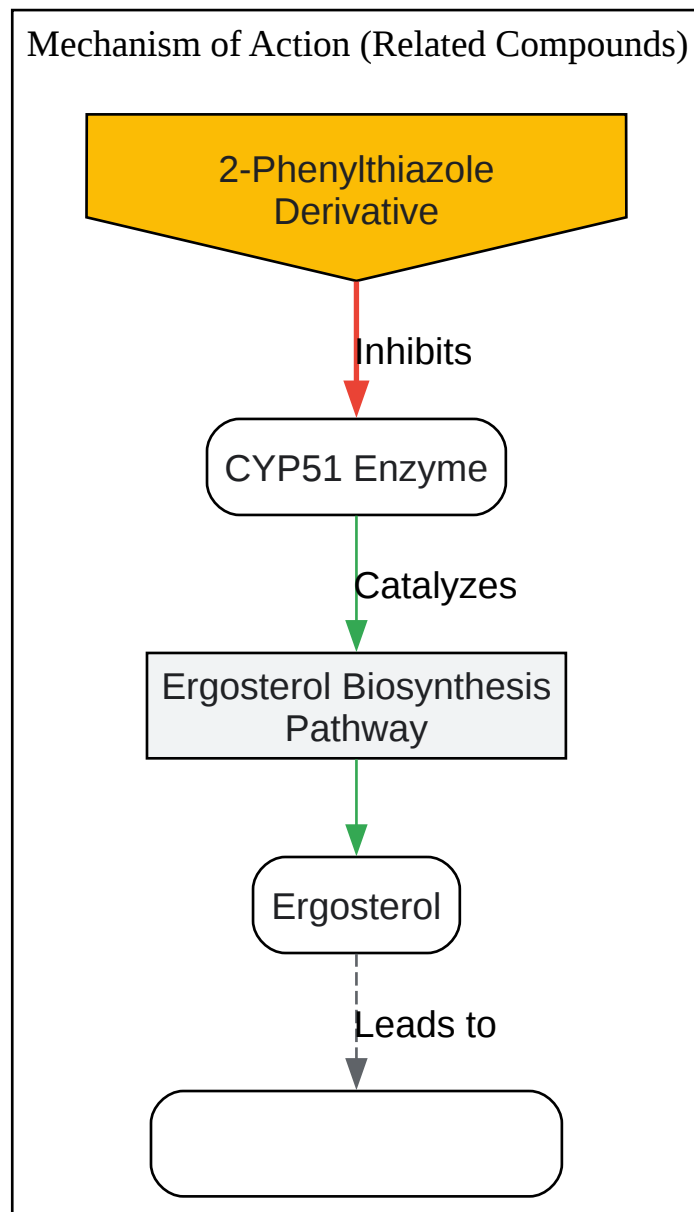 Mechanism of Action (Related Compounds)
2-Phenylthiazole
Derivative
Inhibits
CYP51 Enzyme
Catalyzes
Ergosterol Biosynthesis
Pathway
Ergosterol
Leads to